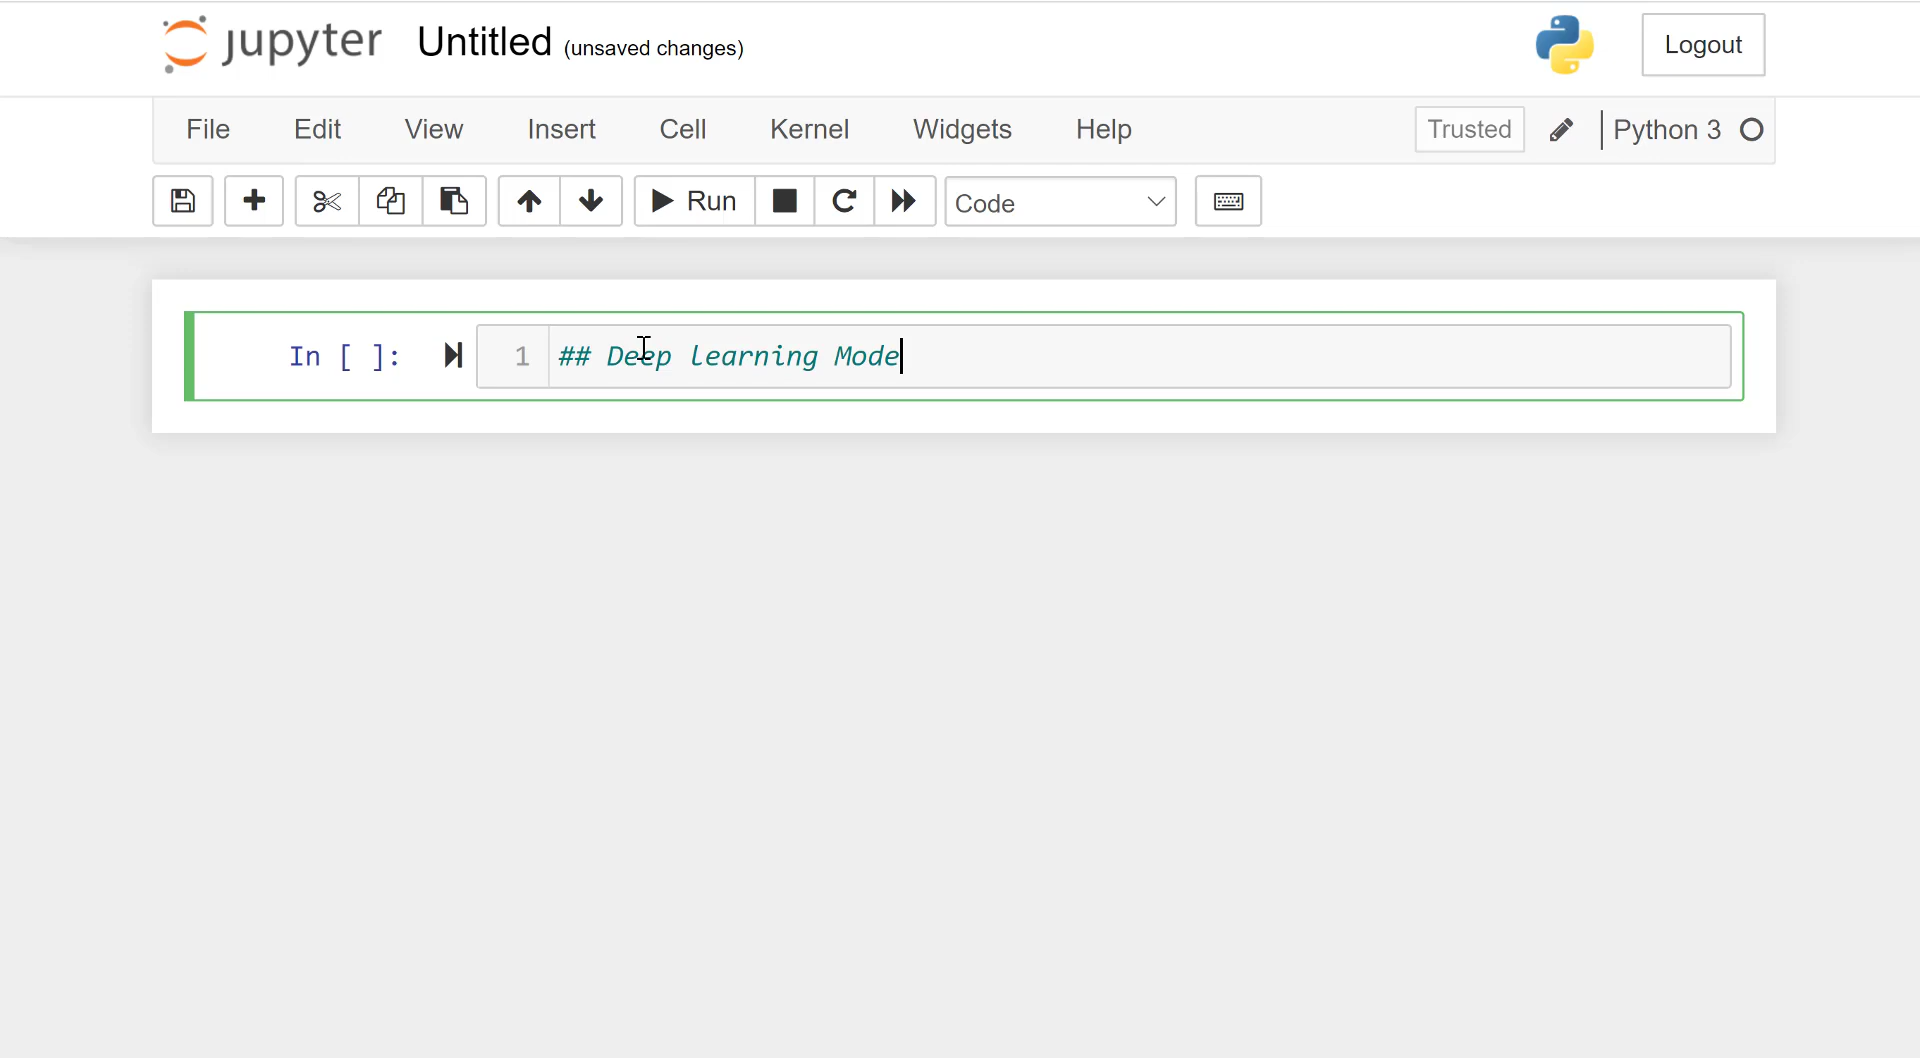 jupyter Untitled (unsaved changes) Logout
File Edit View Insert Cell Kernel Widgets Help Trusted Python 3
Run Code
In [ ]: 1 ## Deep learning Mode